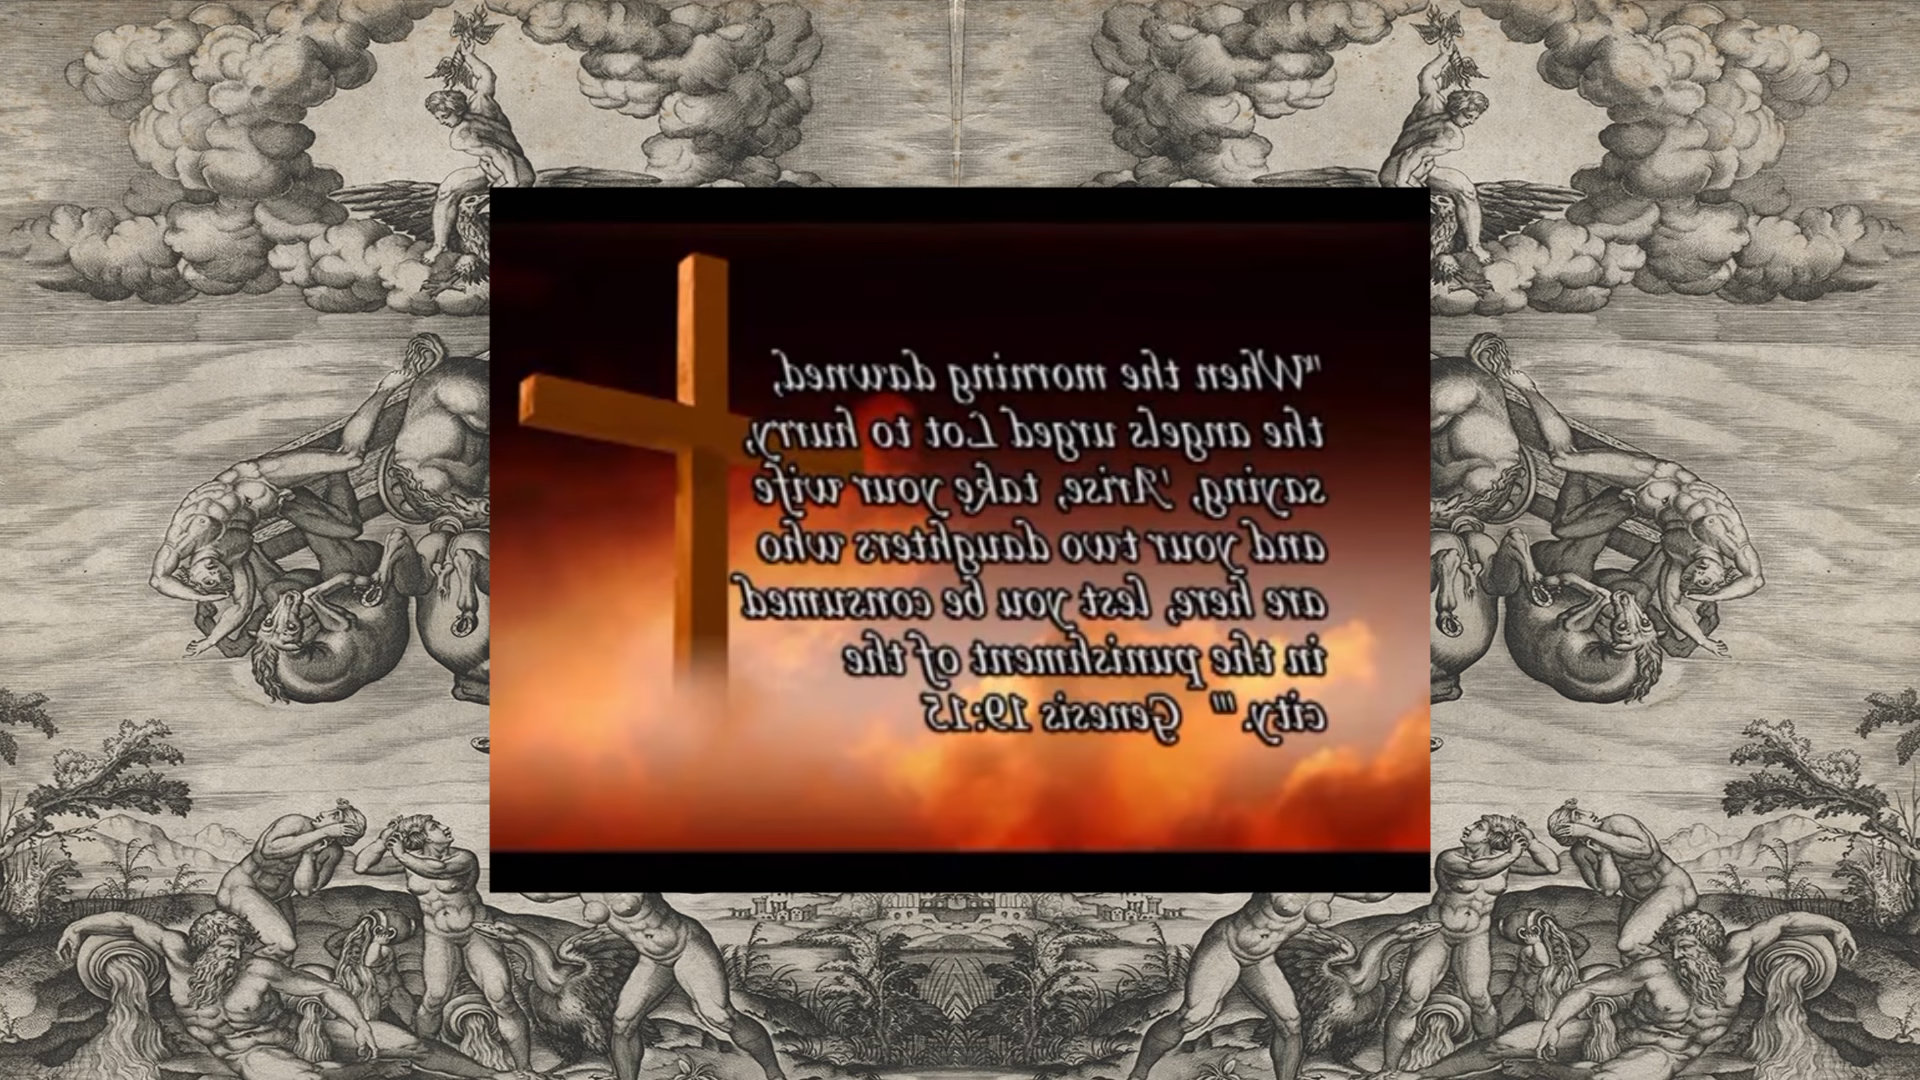 "When the morning dawned,
the angels urged Lot to hurry,
saying, 'Arise, take your wife
and your two daughters who
are here, lest you be consumed
in the punishment of the
city.'" Genesis 19:15